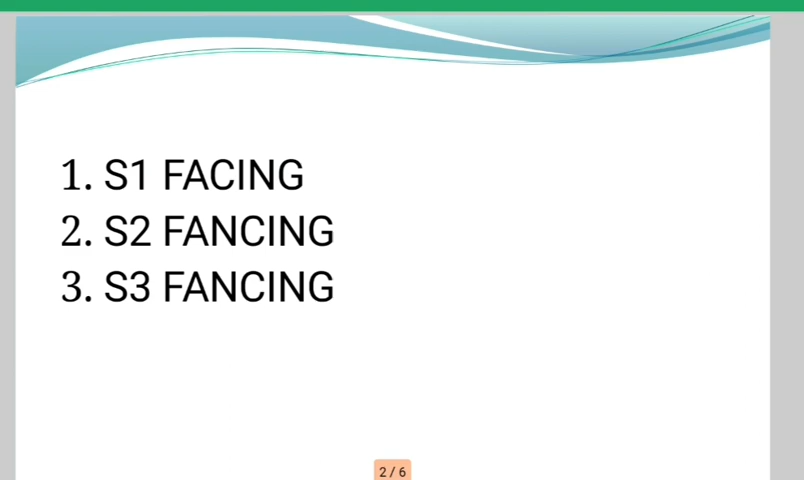 1. S1 FACING
2. S2 FANCING
3. S3 FANCING
2 / 6